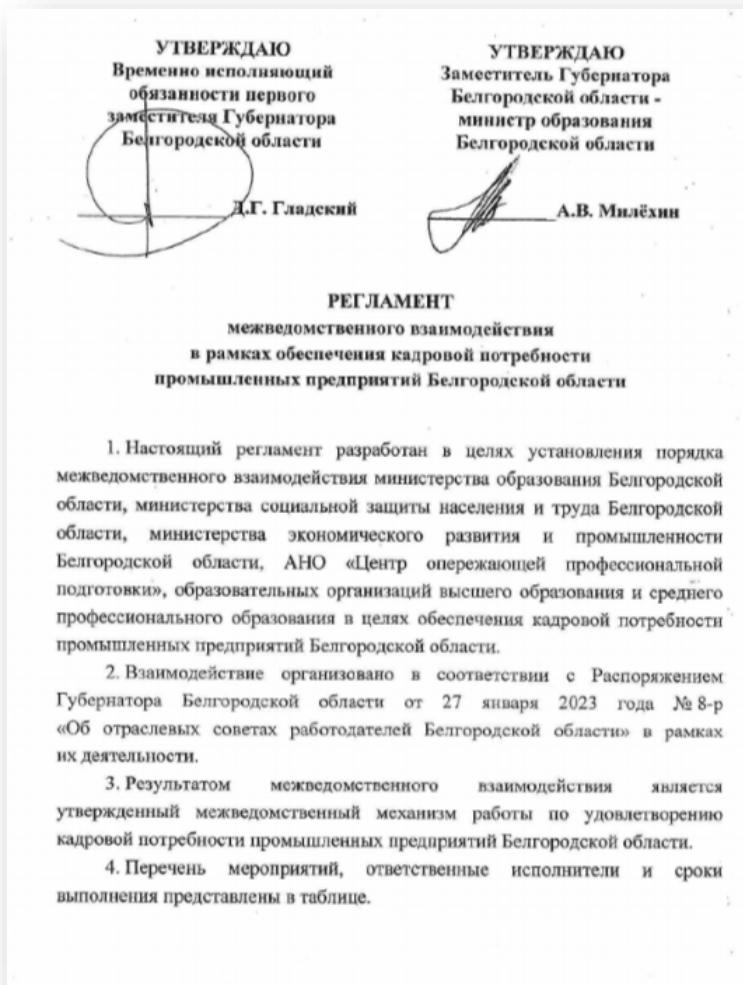 УТВЕРЖДАЮ
Временно исполняющий
обязанности первого
заместителя Губернатора
Белгородской области
Д.Г. Гладский
УТВЕРЖДАЮ
Заместитель Губернатора
Белгородской области -
министр образования
Белгородской области
А.В. Милёхин
РЕГЛАМЕНТ
межведомственного взаимодействия
в рамках обеспечения кадровой потребности
промышленных предприятий Белгородской области
1. Настоящий регламент разработан в целях установления порядка
межведомственного взаимодействия министерства образования Белгородской
области, министерства социальной защиты населения и труда Белгородской
области, министерства экономического развития и промышленности
Белгородской области, АНО «Центр опережающей профессиональной
подготовки», образовательных организаций высшего образования и среднего
профессионального образования в целях обеспечения кадровой потребности
промышленных предприятий Белгородской области.
2. Взаимодействие организовано в соответствии с Распоряжением
Губернатора Белгородской области от 27 января 2023 года № 8-р
«Об отраслевых советах работодателей Белгородской области» в рамках
их деятельности.
3. Результатом межведомственного взаимодействия является
утвержденный межведомственный механизм работы по удовлетворению
кадровой потребности промышленных предприятий Белгородской области.
4. Перечень мероприятий, ответственные исполнители и сроки
выполнения представлены в таблице.